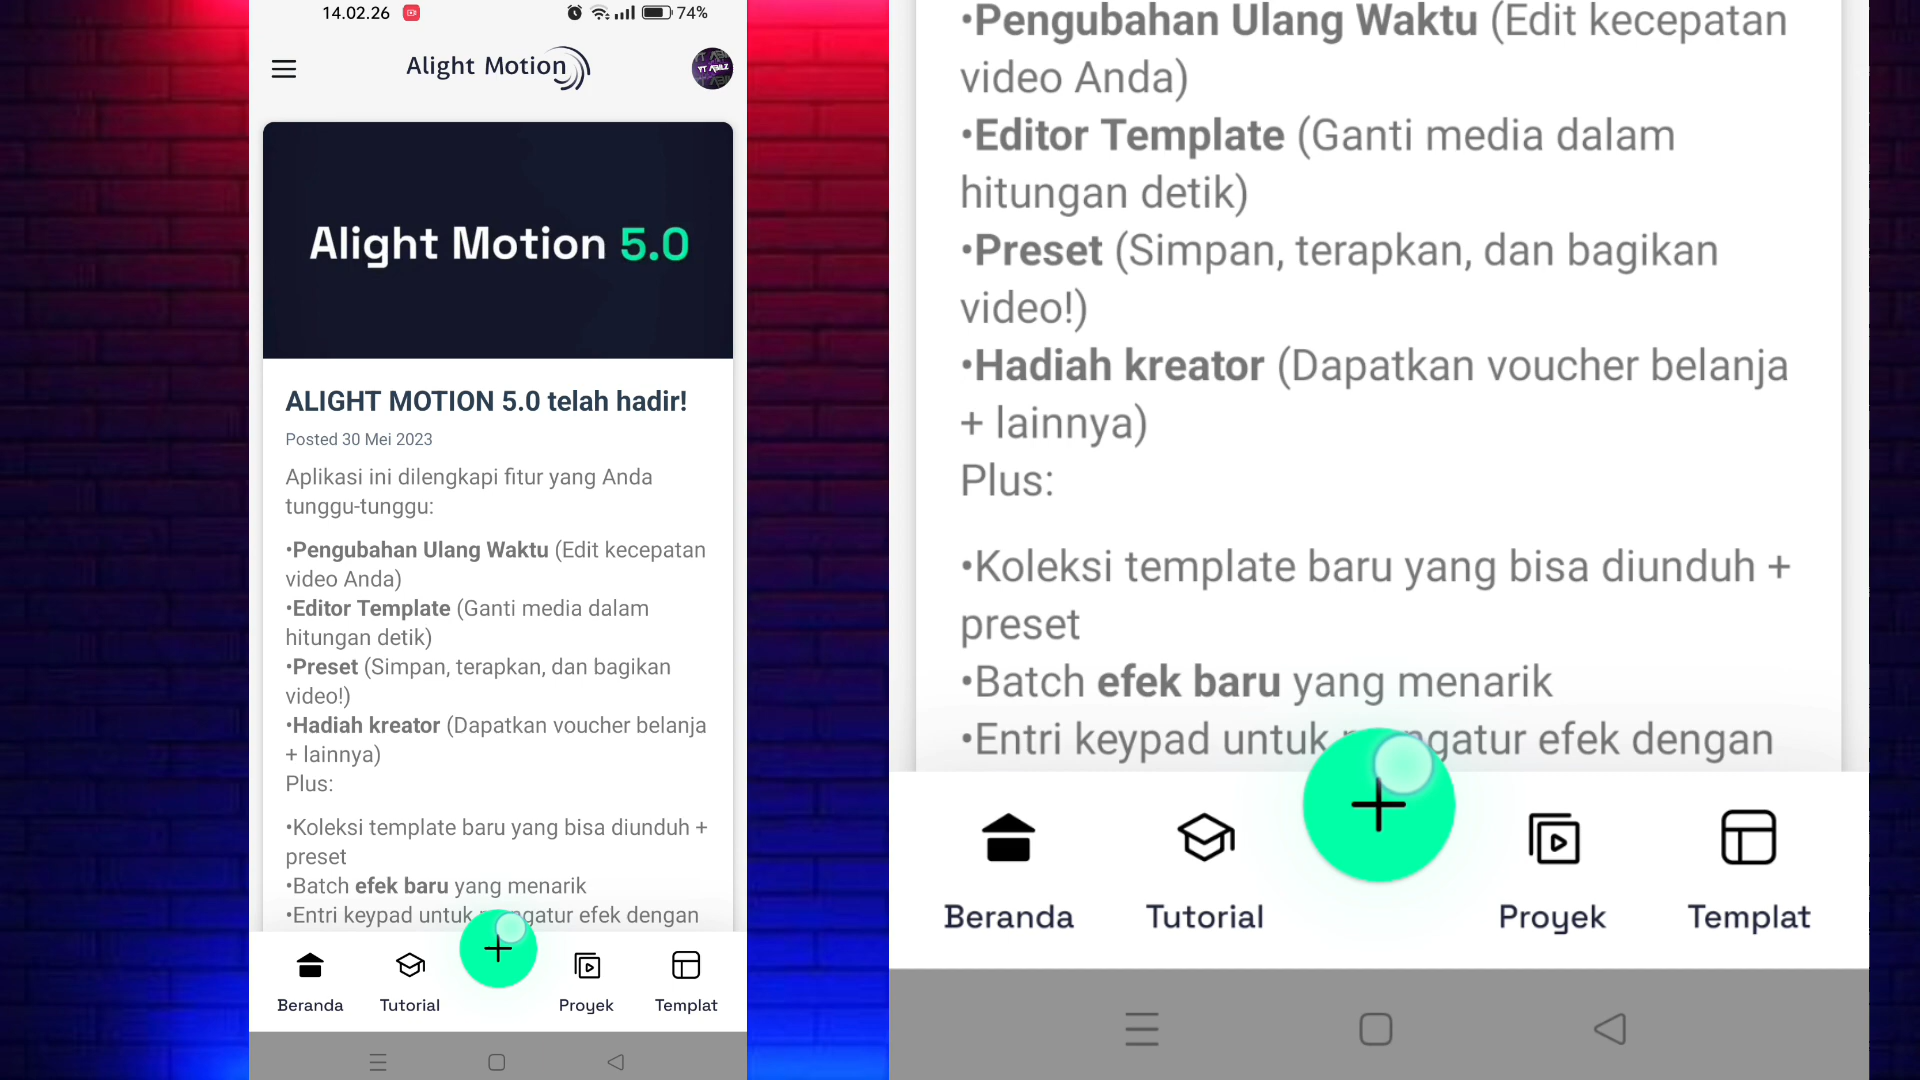 14.02.26
74%
Alight Motion
Alight Motion 5.0
ALIGHT MOTION 5.0 telah hadir!
Posted 30 Mei 2023
Aplikasi ini dilengkapi fitur yang Anda
tunggu-tunggu:
•Pengubahan Ulang Waktu (Edit kecepatan
video Anda)
•Editor Template (Ganti media dalam
hitungan detik)
•Preset (Simpan, terapkan, dan bagikan
video!)
•Hadiah kreator (Dapatkan voucher belanja
+ lainnya)
Plus:
•Koleksi template baru yang bisa diunduh +
preset
•Batch efek baru yang menarik
•Entri keypad untuk mengatur efek dengan
Beranda
Tutorial
Proyek
Templat
•Pengubahan Ulang Waktu (Edit kecepatan
video Anda)
•Editor Template (Ganti media dalam
hitungan detik)
•Preset (Simpan, terapkan, dan bagikan
video!)
•Hadiah kreator (Dapatkan voucher belanja
+ lainnya)
Plus:
•Koleksi template baru yang bisa diunduh +
preset
•Batch efek baru yang menarik
•Entri keypad untuk mengatur efek dengan
Beranda
Tutorial
Proyek
Templat